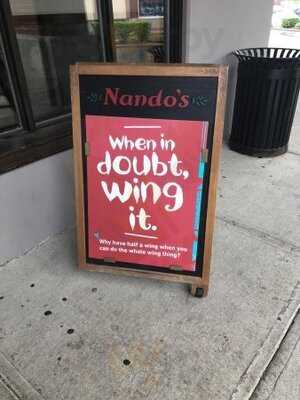 Nando's
When in
doubt,
wing
it.
Why have half a wing when you
can do the whole wing thing?